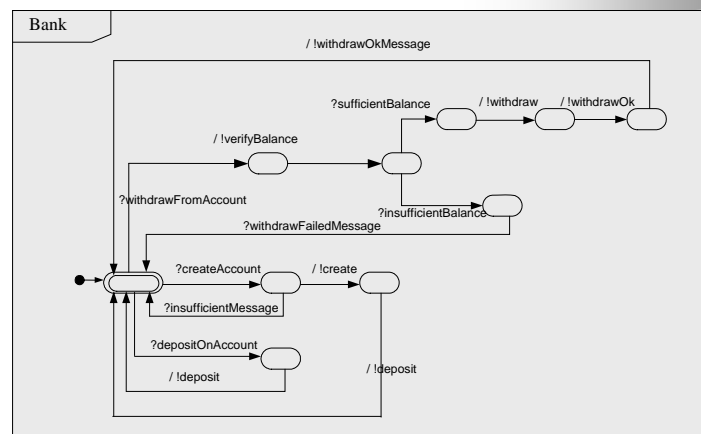 Bank
/ !withdrawOkMessage
?sufficientBalance
/ !withdraw
/ !withdrawOk
/ !verifyBalance
?withdrawFromAccount
?insufficientBalance
?withdrawFailedMessage
?createAccount
/ !create
?insufficientMessage
?depositOnAccount
/ !deposit
/ !deposit